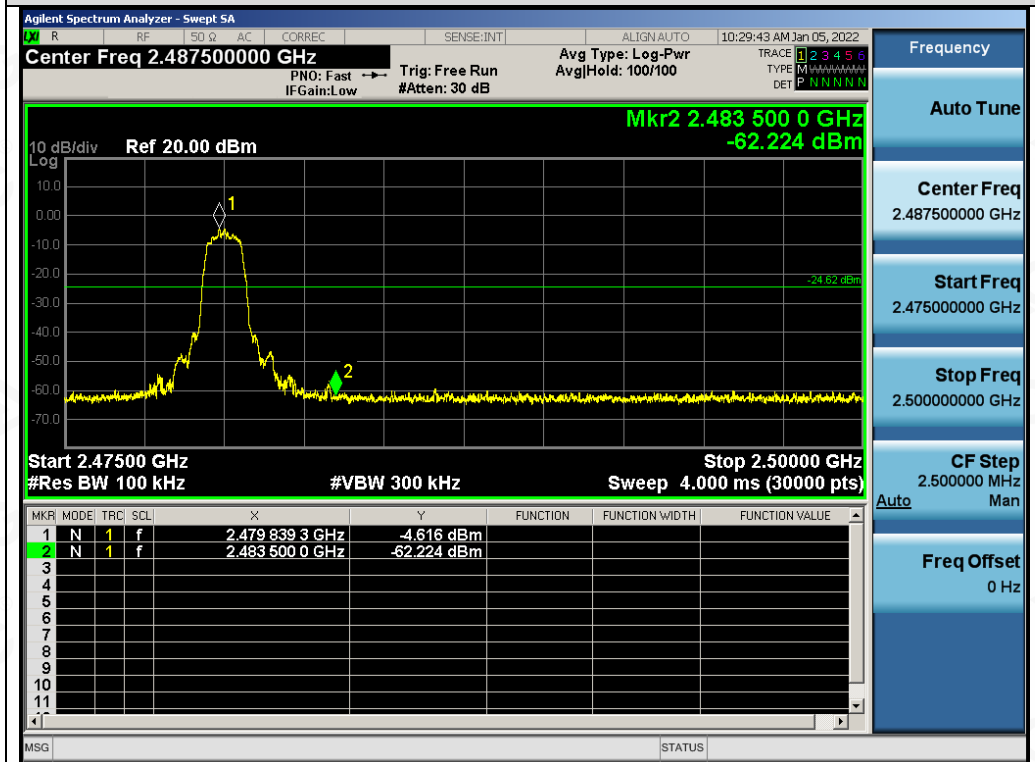 Agilent Spectrum Analyzer - Swept SA
LXI R RF 50 Ω AC CORREC SENSE:INT ALIGN AUTO 10:29:43 AM Jan 05, 2022
Center Freq 2.487500000 GHz
PNO: Fast
IFGain:Low
Trig: Free Run
#Atten: 30 dB
Avg Type: Log-Pwr
Avg|Hold: 100/100
TRACE 1 2 3 4 5 6
TYPE M WWWWW
DET P N N N N N
Mkr2 2.483 500 0 GHz
-62.224 dBm
10 dB/div Ref 20.00 dBm
Log
10.0
0.00
-10.0
-20.0
-30.0
-40.0
-50.0
-60.0
-70.0
1
2
-24.62 dBm
Start 2.47500 GHz Stop 2.50000 GHz
#Res BW 100 kHz #VBW 300 kHz Sweep 4.000 ms (30000 pts)
MKR MODE TRC SCL X Y FUNCTION FUNCTION WIDTH FUNCTION VALUE
1 N 1 f 2.479 839 3 GHz -4.616 dBm
2 N 1 f 2.483 500 0 GHz -62.224 dBm
3
4
5
6
7
8
9
10
11
MSG STATUS
Frequency
Auto Tune
Center Freq
2.487500000 GHz
Start Freq
2.475000000 GHz
Stop Freq
2.500000000 GHz
CF Step
2.500000 MHz
Auto Man
Freq Offset
0 Hz